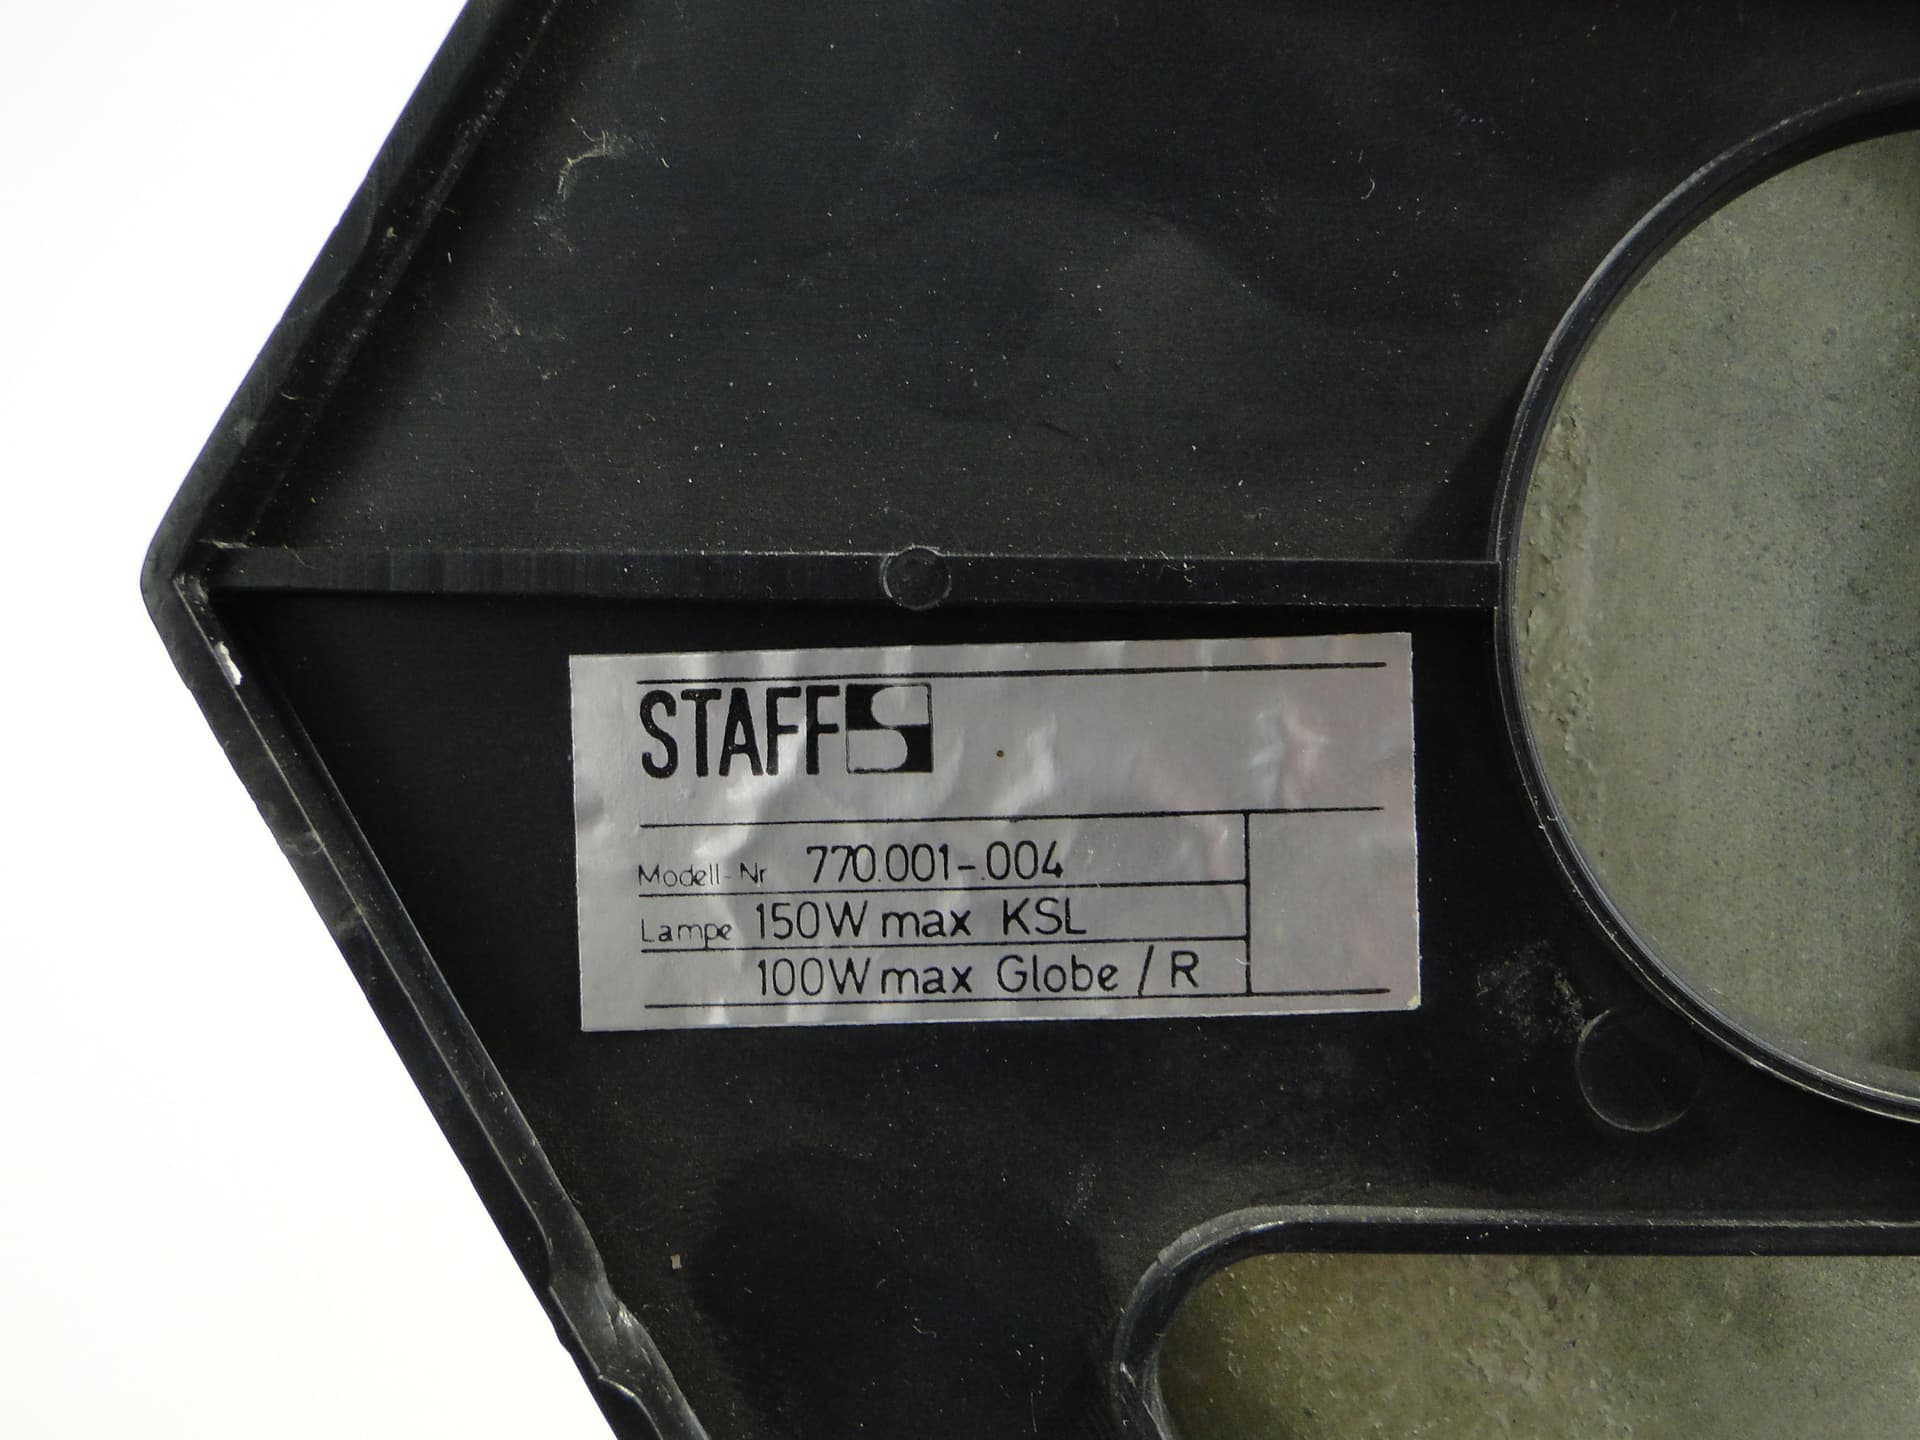 STAFF
Modell-Nr 770.001-.004
Lampe 150W max KSL
100W max Globe / R